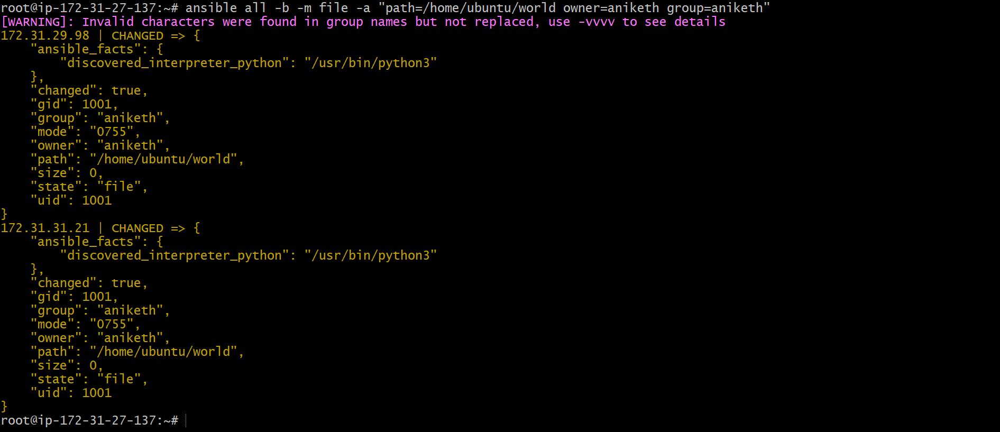 root@ip-172-31-27-137:~# ansible all -b -m file -a "path=/home/ubuntu/world owner=aniketh group=aniketh"
[WARNING]: Invalid characters were found in group names but not replaced, use -vvvv to see details
172.31.29.98 | CHANGED => {
    "ansible_facts": {
        "discovered_interpreter_python": "/usr/bin/python3"
    },
    "changed": true,
    "gid": 1001,
    "group": "aniketh",
    "mode": "0755",
    "owner": "aniketh",
    "path": "/home/ubuntu/world",
    "size": 0,
    "state": "file",
    "uid": 1001
}
172.31.31.21 | CHANGED => {
    "ansible_facts": {
        "discovered_interpreter_python": "/usr/bin/python3"
    },
    "changed": true,
    "gid": 1001,
    "group": "aniketh",
    "mode": "0755",
    "owner": "aniketh",
    "path": "/home/ubuntu/world",
    "size": 0,
    "state": "file",
    "uid": 1001
}
root@ip-172-31-27-137:~#